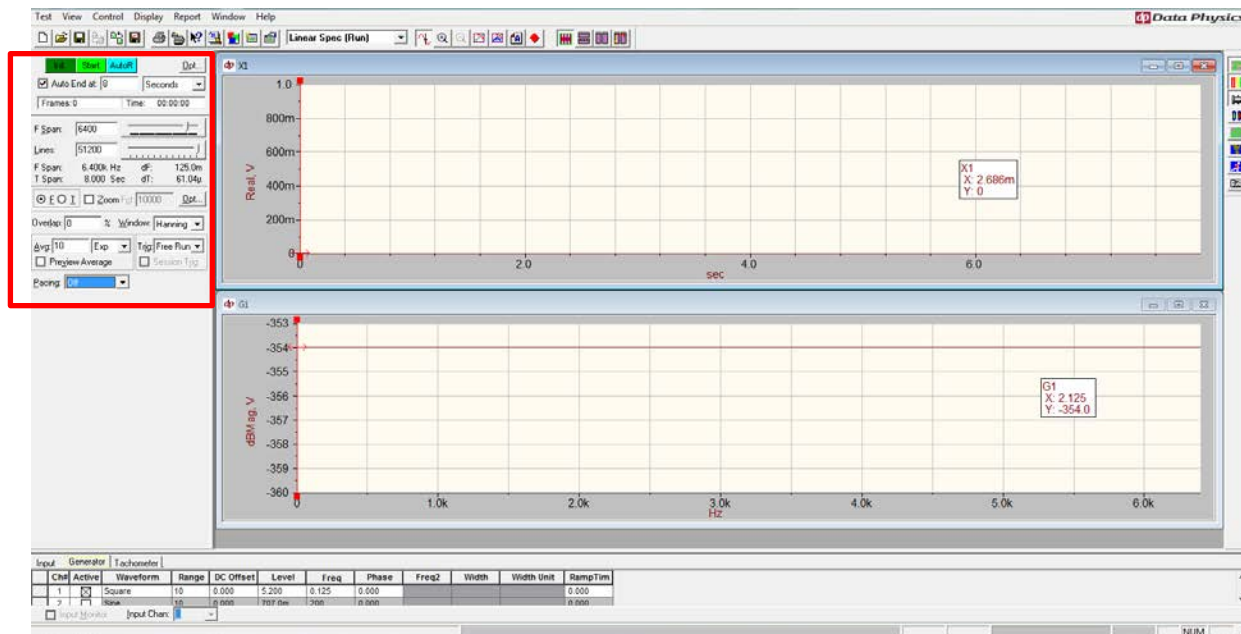 Test View Control Display Report Window Help
Data Physics
Linear Spec (Run)
Init Start AutoR Opt...
Auto End at: 8 Seconds
Frames: 0 Time: 00:00:00
F Span: 6400
Lines: 51200
F Span: 6.400k Hz dF: 125.0m
T Span: 8.000 Sec dT: 61.04µ
F O I Zoom 10000 Opt...
Overlap: 0 % Window: Hanning
Avg: 10 Exp Trig: Free Run
Preview Average Session Trig
Pacing: Off
X1
1.0
800m
600m
400m
200m
0
Real, V
X1
X: 2.686m
Y: 0
0 2.0 4.0 6.0
sec
G1
-353
-354
-355
-356
-357
-358
-359
-360
dBMag, V
G1
X: 2.125
Y: -354.0
0 1.0k 2.0k 3.0k 4.0k 5.0k 6.0k
Hz
Input Generator Tachometer
Ch# Active Waveform Range DC Offset Level Freq Phase Freq2 Width Width Unit RampTim
1 Square 10 0.000 5.200 0.125 0.000 0.000
2 Sine 10 0.000 707.0m 200 0.000 0.000
Input Monitor Input Chan:
NUM